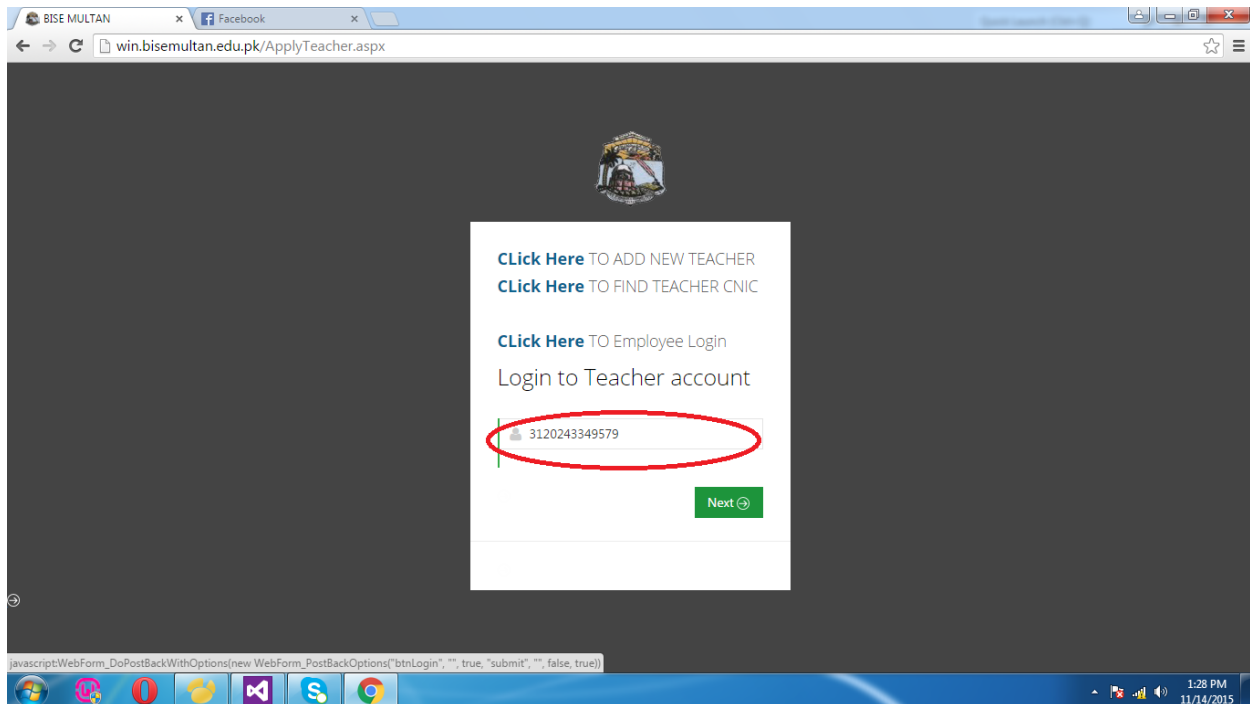 BISE MULTAN
Facebook
win.bisemultan.edu.pk/ApplyTeacher.aspx
CLick Here TO ADD NEW TEACHER
CLick Here TO FIND TEACHER CNIC
CLick Here TO Employee Login
Login to Teacher account
3120243349579
Next
javascript:WebForm_DoPostBackWithOptions(new WebForm_PostBackOptions("btnLogin", "", true, "submit", "", false, true))
1:28 PM
11/14/2015